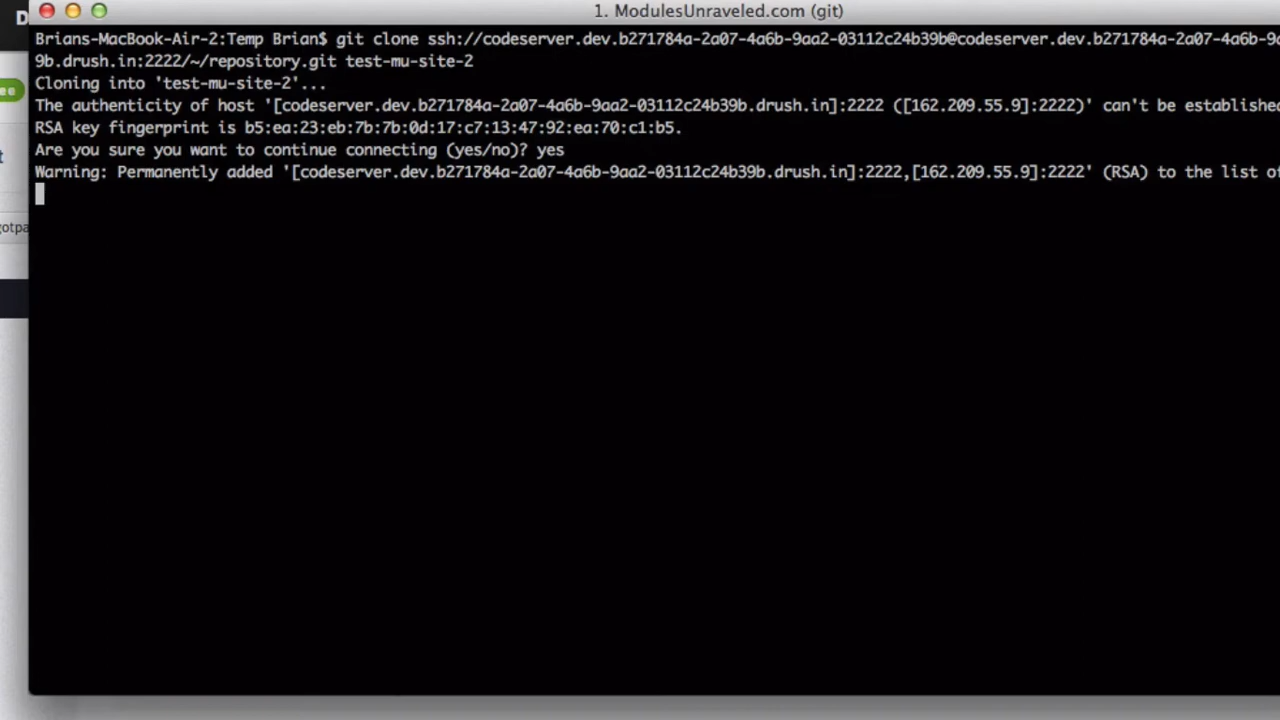 D
1. ModulesUnraveled.com (git)
Brians-MacBook-Air-2:Temp Brian$ git clone ssh://codeserver.dev.b271784a-2a07-4a6b-9aa2-03112c24b39b@codeserver.dev.b271784a-2a07-4a6b-9a
9b.drush.in:2222/~/repository.git test-mu-site-2
Cloning into 'test-mu-site-2'...
ee
The authenticity of host '[codeserver.dev.b271784a-2a07-4a6b-9aa2-03112c24b39b.drush.in]:2222 ([162.209.55.9]:2222)' can't be established
RSA key fingerprint is b5:ea:23:eb:7b:7b:0d:17:c7:13:47:92:ea:70:c1:b5.
Are you sure you want to continue connecting (yes/no)? yes
t
Warning: Permanently added '[codeserver.dev.b271784a-2a07-4a6b-9aa2-03112c24b39b.drush.in]:2222,[162.209.55.9]:2222' (RSA) to the list of
gotpa